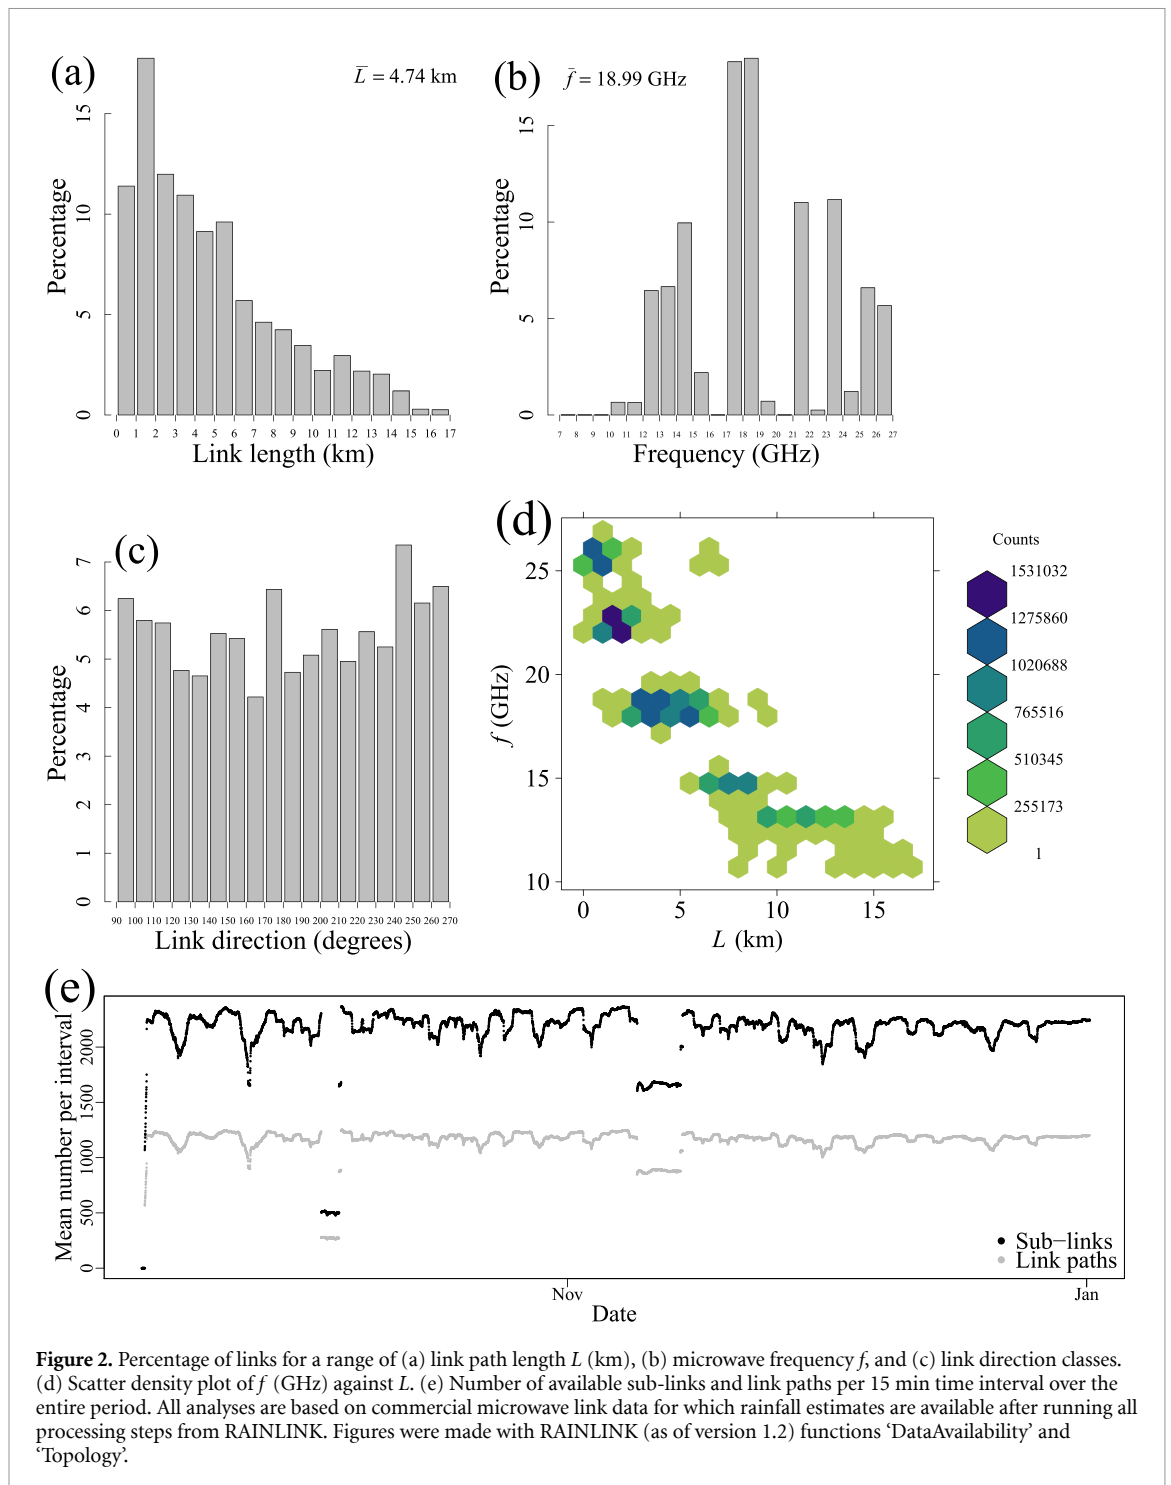 (a)
L̅ = 4.74 km
Percentage
0
5
10
15
0 1 2 3 4 5 6 7 8 9 10 11 12 13 14 15 16 17
Link length (km)
(b)
f̄ = 18.99 GHz
Percentage
0
5
10
15
7 8 9 10 11 12 13 14 15 16 17 18 19 20 21 22 23 24 25 26 27
Frequency (GHz)
(c)
Percentage
0
1
2
3
4
5
6
7
90 100 110 120 130 140 150 160 170 180 190 200 210 220 230 240 250 260 270
Link direction (degrees)
(d)
f (GHz)
25
20
15
10
0 5 10 15
L (km)
Counts
1531032
1275860
1020688
765516
510345
255173
1
(e)
Mean number per interval
0
500
1000
1500
2000
Sub−links
Link paths
Nov Jan
Date
Figure 2. Percentage of links for a range of (a) link path length L (km), (b) microwave frequency f, and (c) link direction classes.
(d) Scatter density plot of f (GHz) against L. (e) Number of available sub-links and link paths per 15 min time interval over the
entire period. All analyses are based on commercial microwave link data for which rainfall estimates are available after running all
processing steps from RAINLINK. Figures were made with RAINLINK (as of version 1.2) functions ‘DataAvailability’ and
‘Topology’.